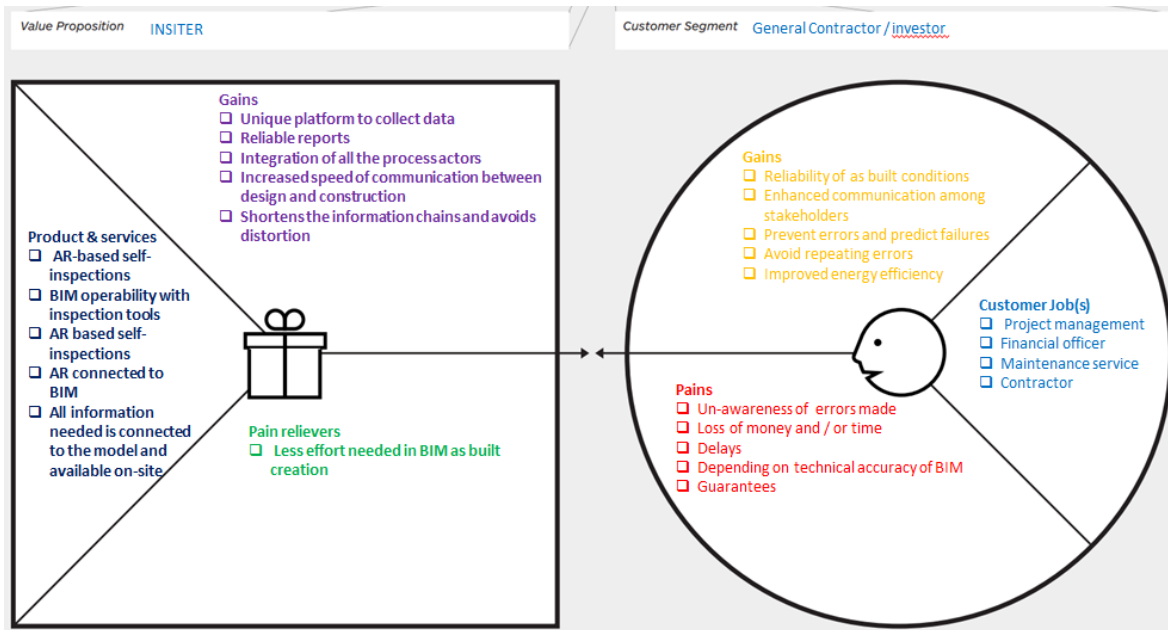 Value Proposition INSITER
Customer Segment General Contractor / investor
Gains
Unique platform to collect data
Reliable reports
Integration of all the process actors
Increased speed of communication between
design and construction
Shortens the information chains and avoids
distortion
Product & services
AR-based self-
inspections
BIM operability with
inspection tools
AR based self-
inspections
AR connected to
BIM
All information
needed is connected
to the model and
available on-site
Pain relievers
Less effort needed in BIM as built
creation
Gains
Reliability of as built conditions
Enhanced communication among
stakeholders
Prevent errors and predict failures
Avoid repeating errors
Improved energy efficiency
Customer Job(s)
Project management
Financial officer
Maintenance service
Contractor
Pains
Un-awareness of errors made
Loss of money and / or time
Delays
Depending on technical accuracy of BIM
Guarantees